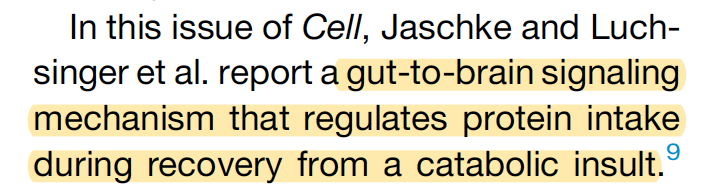 In this issue of Cell, Jaschke and Luch-
singer et al. report a gut-to-brain signaling
mechanism that regulates protein intake
during recovery from a catabolic insult.9